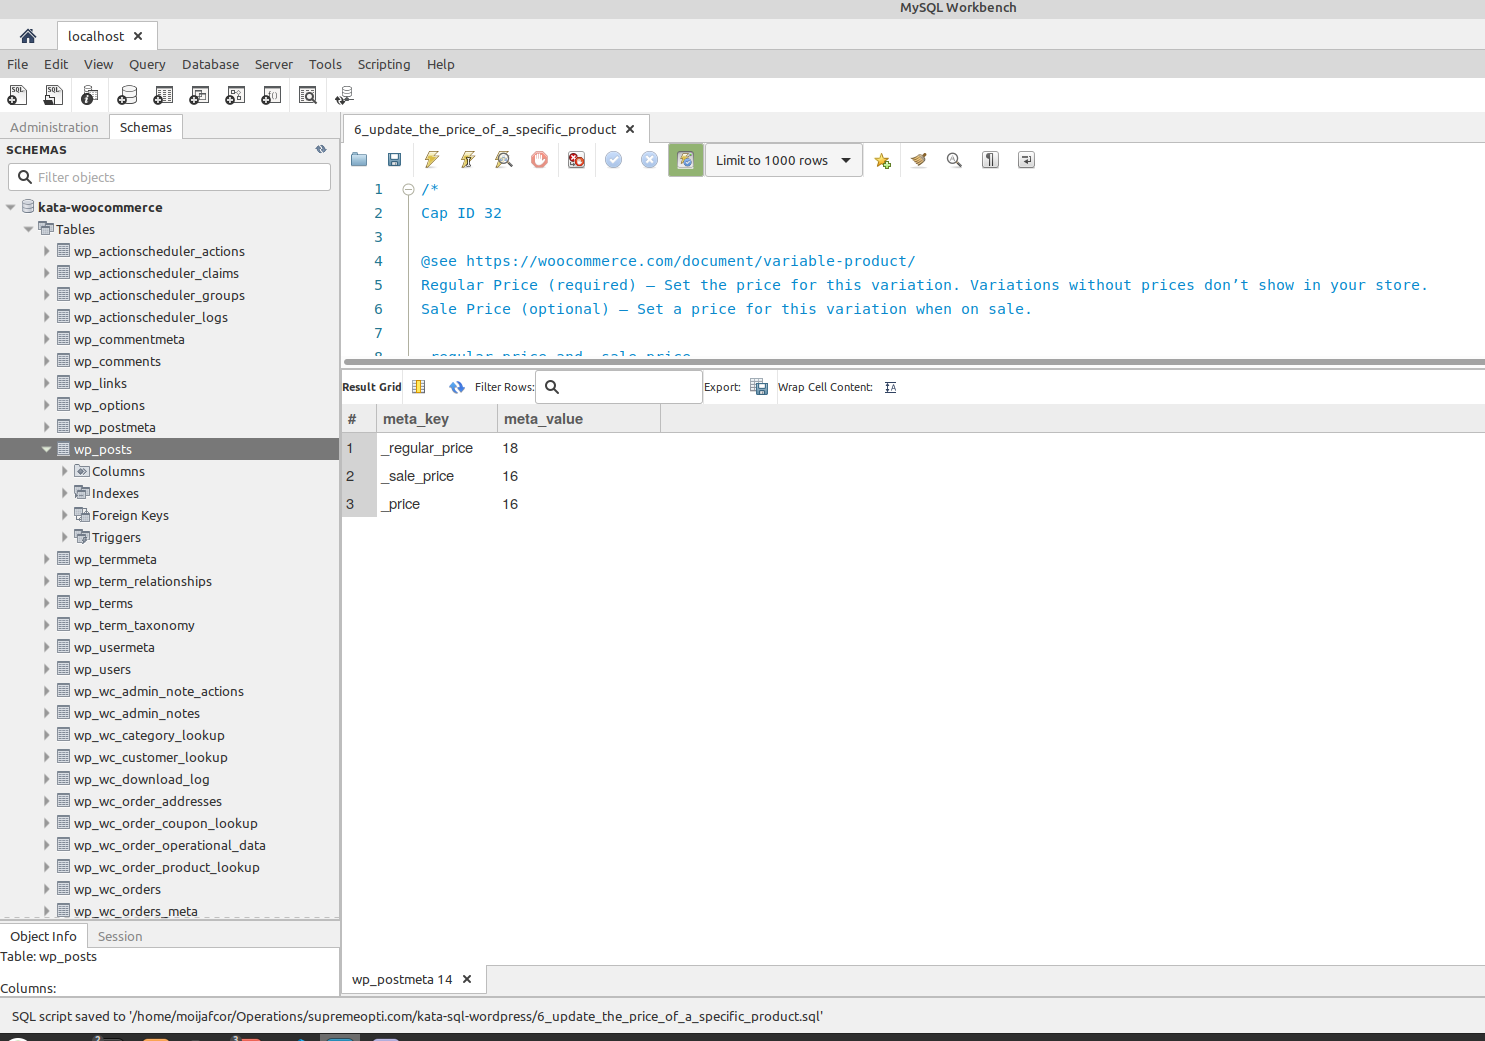 MySQL Workbench
localhost
File Edit View Query Database Server Tools Scripting Help
Administration Schemas
SCHEMAS
Filter objects
kata-woocommerce
Tables
wp_actionscheduler_actions
wp_actionscheduler_claims
wp_actionscheduler_groups
wp_actionscheduler_logs
wp_commentmeta
wp_comments
wp_links
wp_options
wp_postmeta
wp_posts
Columns
Indexes
Foreign Keys
Triggers
wp_termmeta
wp_term_relationships
wp_terms
wp_term_taxonomy
wp_usermeta
wp_users
wp_wc_admin_note_actions
wp_wc_admin_notes
wp_wc_category_lookup
wp_wc_customer_lookup
wp_wc_download_log
wp_wc_order_addresses
wp_wc_order_coupon_lookup
wp_wc_order_operational_data
wp_wc_order_product_lookup
wp_wc_orders
wp_wc_orders_meta
Object Info Session
Table: wp_posts
Columns:
6_update_the_price_of_a_specific_product
Limit to 1000 rows
1 /*
2 Cap ID 32
3
4 @see https://woocommerce.com/document/variable-product/
5 Regular Price (required) – Set the price for this variation. Variations without prices don’t show in your store.
6 Sale Price (optional) – Set a price for this variation when on sale.
7
8 _regular_price and _sale_price
Result Grid Filter Rows: Export: Wrap Cell Content:
# meta_key meta_value
1 _regular_price 18
2 _sale_price 16
3 _price 16
wp_postmeta 14
SQL script saved to '/home/moijafcor/Operations/supremeopti.com/kata-sql-wordpress/6_update_the_price_of_a_specific_product.sql'